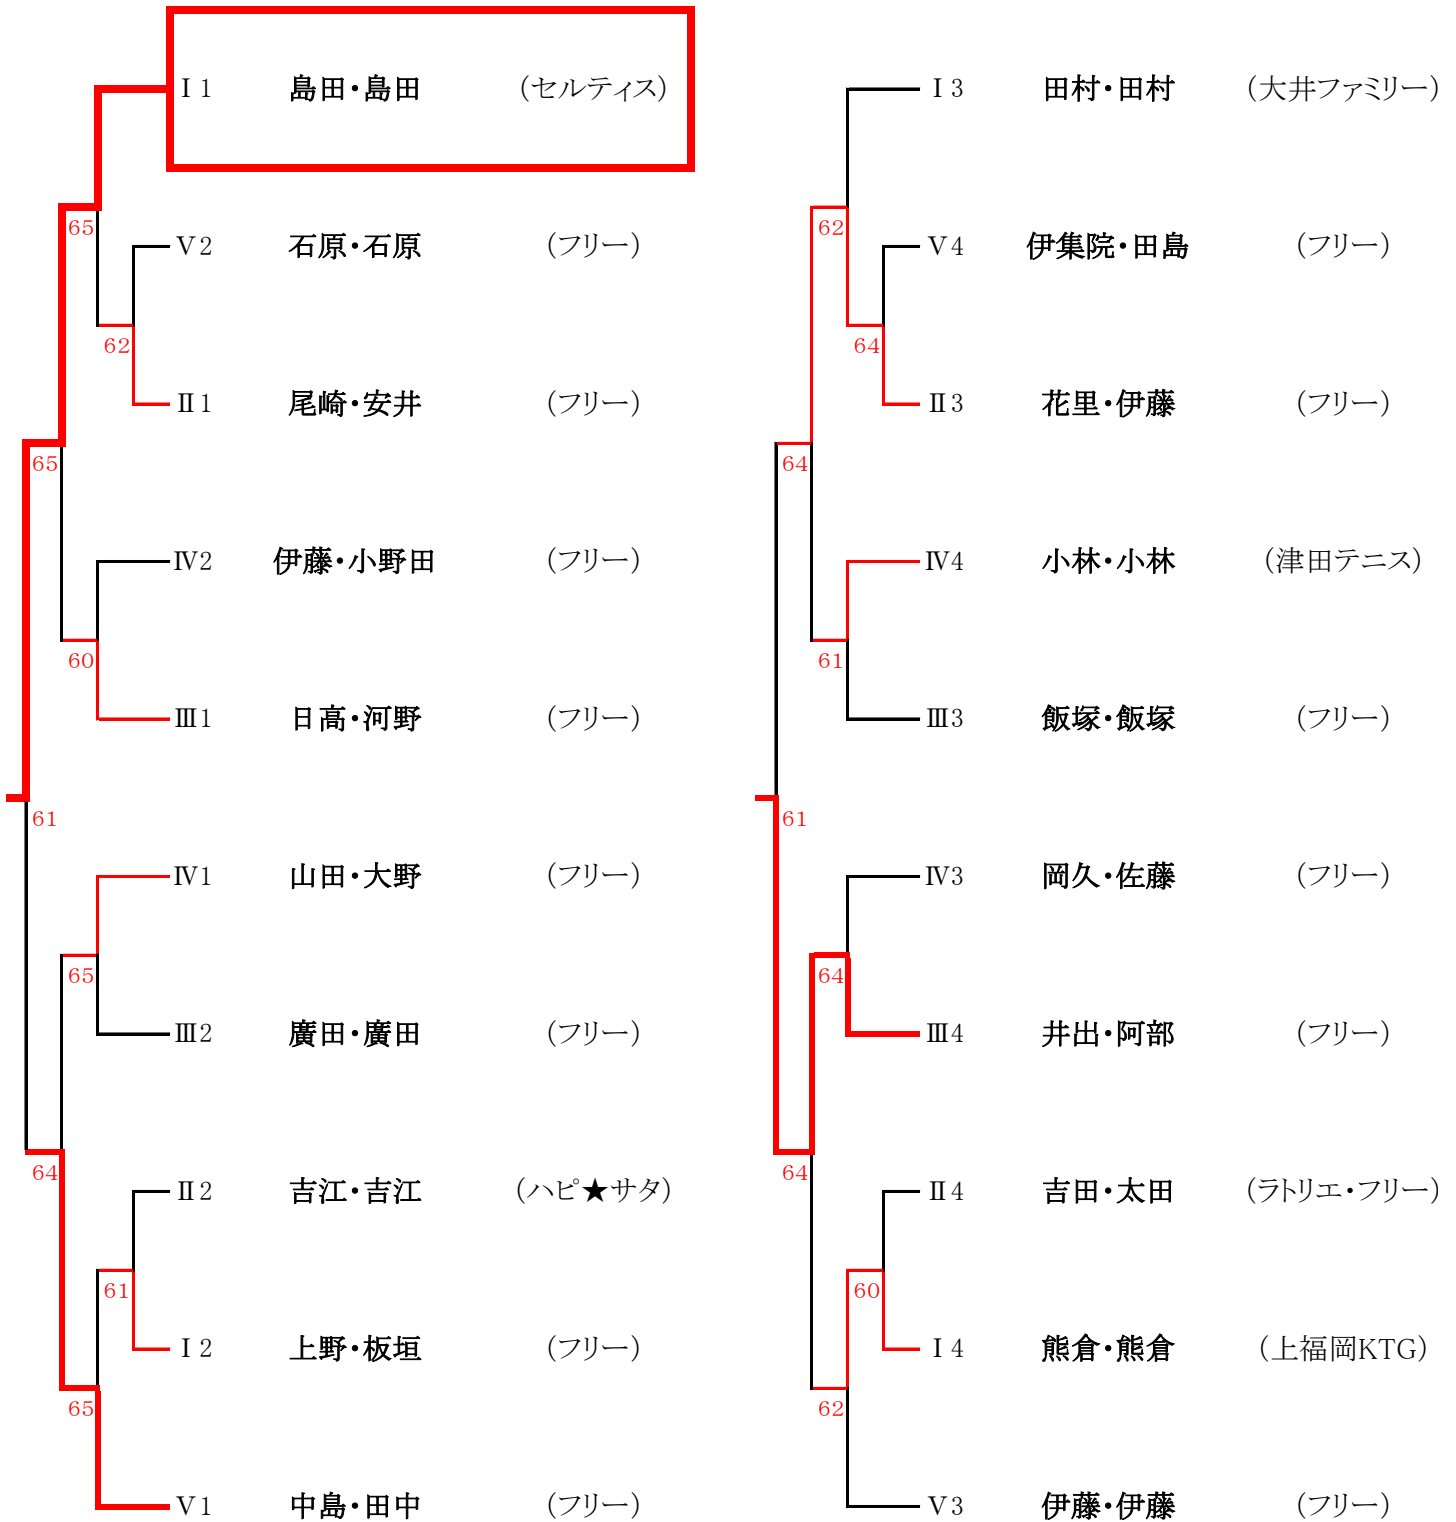 Ⅰ1 島田・島田 （セルティス）
65
Ⅴ2 石原・石原 （フリー）
62
Ⅱ1 尾崎・安井 （フリー）
65
Ⅳ2 伊藤・小野田 （フリー）
60
Ⅲ1 日高・河野 （フリー）
61
Ⅳ1 山田・大野 （フリー）
65
Ⅲ2 廣田・廣田 （フリー）
64
Ⅱ2 吉江・吉江 （ハピ★サタ）
61
Ⅰ2 上野・板垣 （フリー）
65
Ⅴ1 中島・田中 （フリー）
Ⅰ3 田村・田村 （大井ファミリー）
62
Ⅴ4 伊集院・田島 （フリー）
64
Ⅱ3 花里・伊藤 （フリー）
64
Ⅳ4 小林・小林 （津田テニス）
61
Ⅲ3 飯塚・飯塚 （フリー）
61
Ⅳ3 岡久・佐藤 （フリー）
64
Ⅲ4 井出・阿部 （フリー）
64
Ⅱ4 吉田・太田 （ラトリエ・フリー）
60
Ⅰ4 熊倉・熊倉 （上福岡KTG）
62
Ⅴ3 伊藤・伊藤 （フリー）